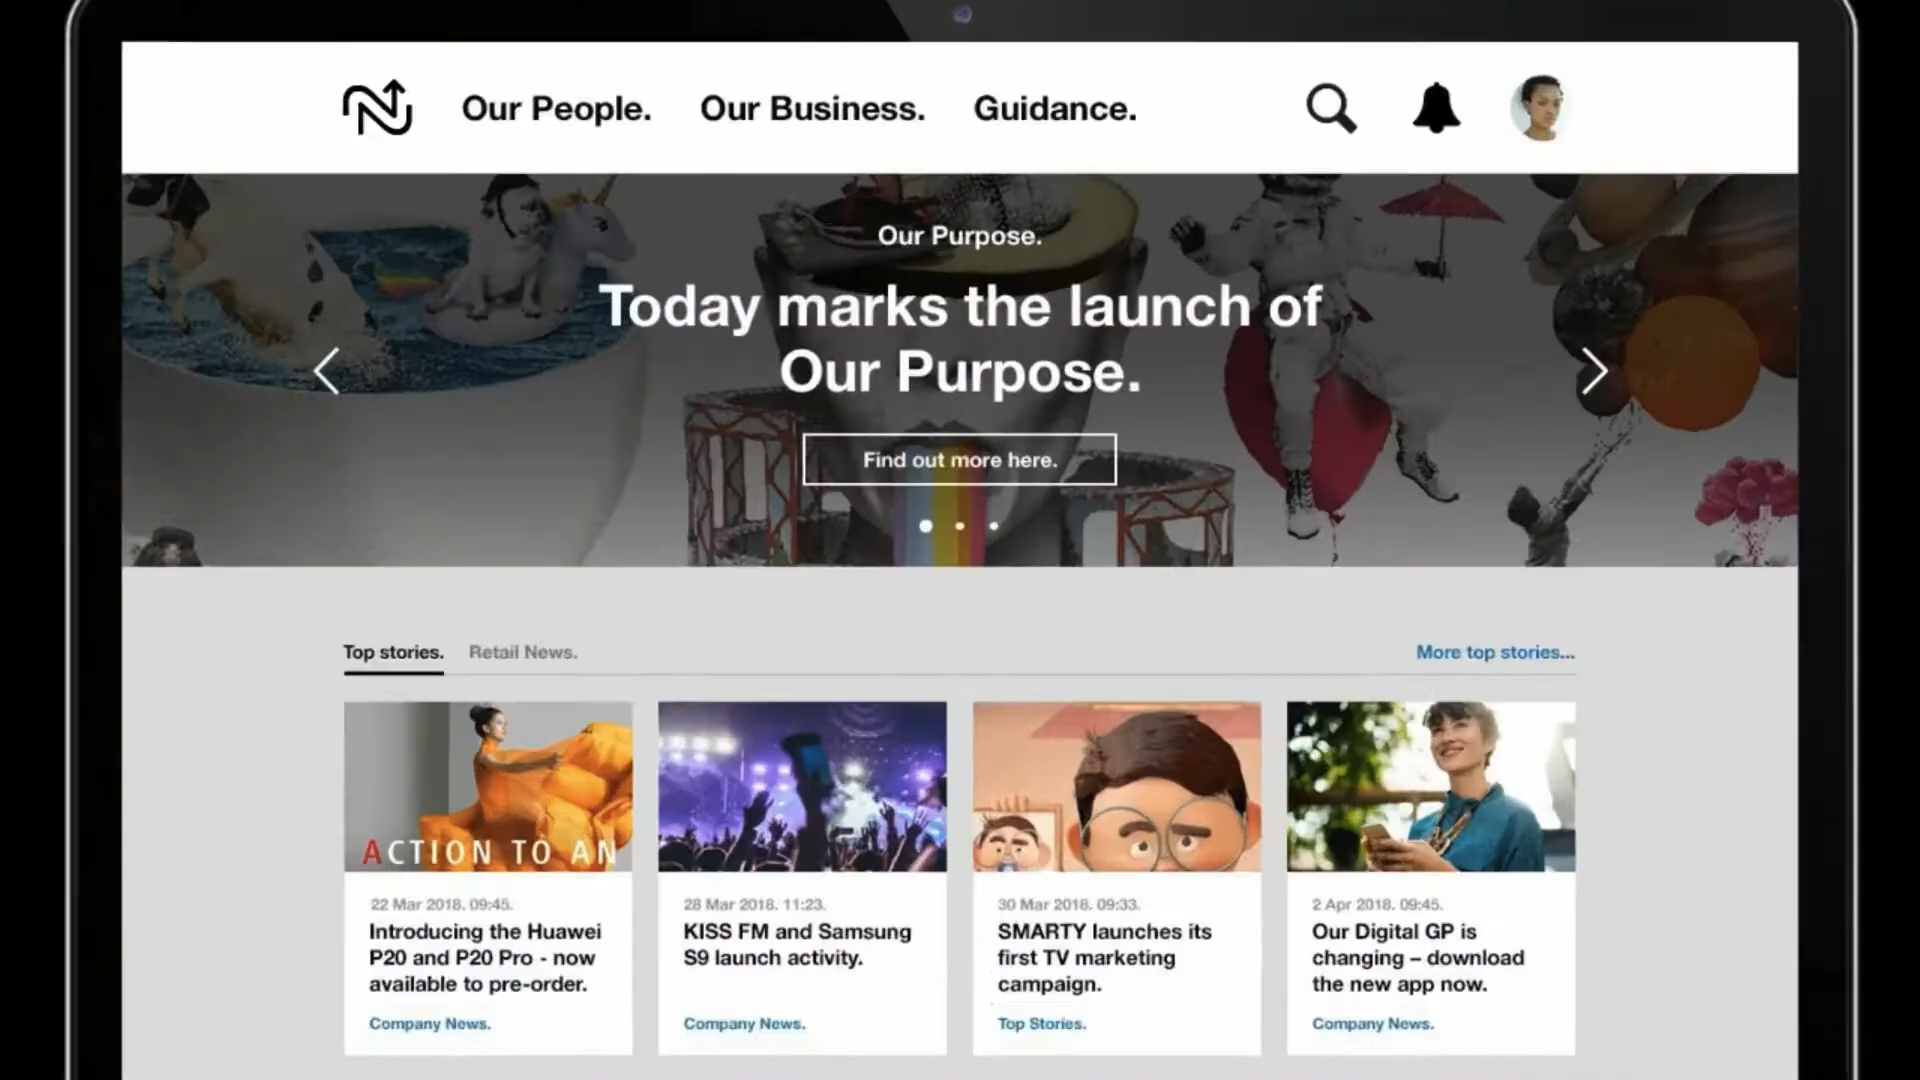 Our People. Our Business. Guidance.
Our Purpose.
Today marks the launch of
Our Purpose.
Find out more here.
Top stories. Retail News. More top stories...
ACTION TO AN
22 Mar 2018. 09:45.
Introducing the Huawei
P20 and P20 Pro - now
available to pre-order.
Company News.
28 Mar 2018. 11:23.
KISS FM and Samsung
S9 launch activity.
Company News.
30 Mar 2018. 09:33.
SMARTY launches its
first TV marketing
campaign.
Top Stories.
2 Apr 2018. 09:45.
Our Digital GP is
changing – download
the new app now.
Company News.